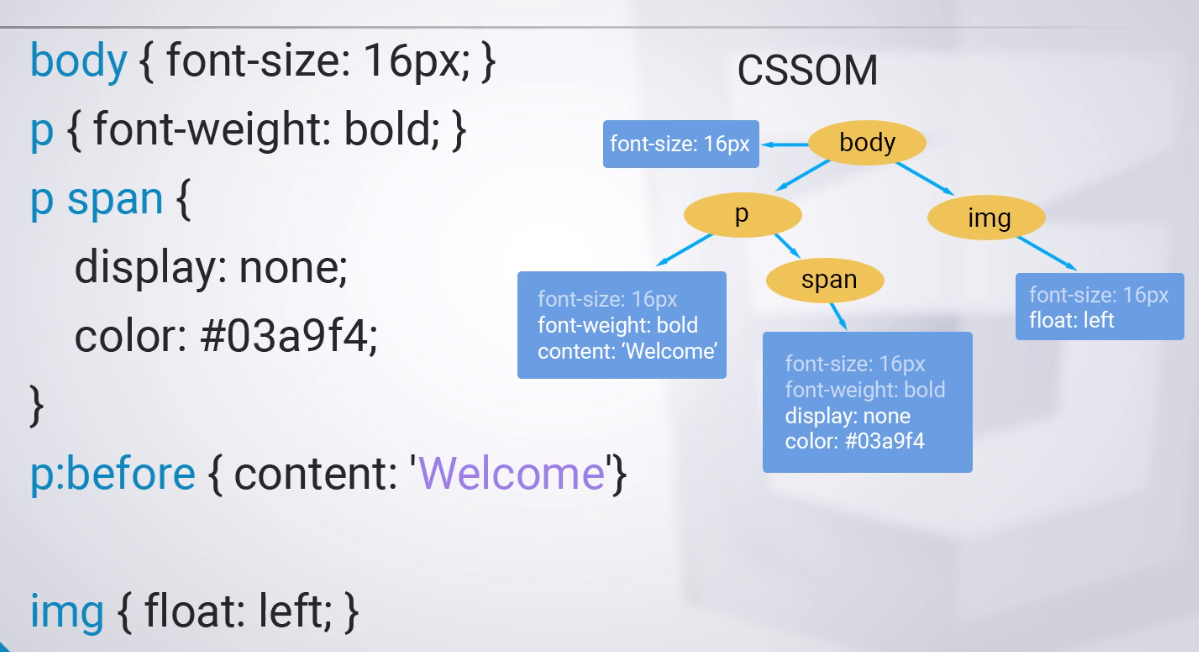 body { font-size: 16px; }
p { font-weight: bold; }
p span {
display: none;
color: #03a9f4;
}
p:before { content: 'Welcome'}
img { float: left; }
CSSOM
font-size: 16px
body
p
img
font-size: 16px
font-weight: bold
content: ‘Welcome’
span
font-size: 16px
float: left
font-size: 16px
font-weight: bold
display: none
color: #03a9f4